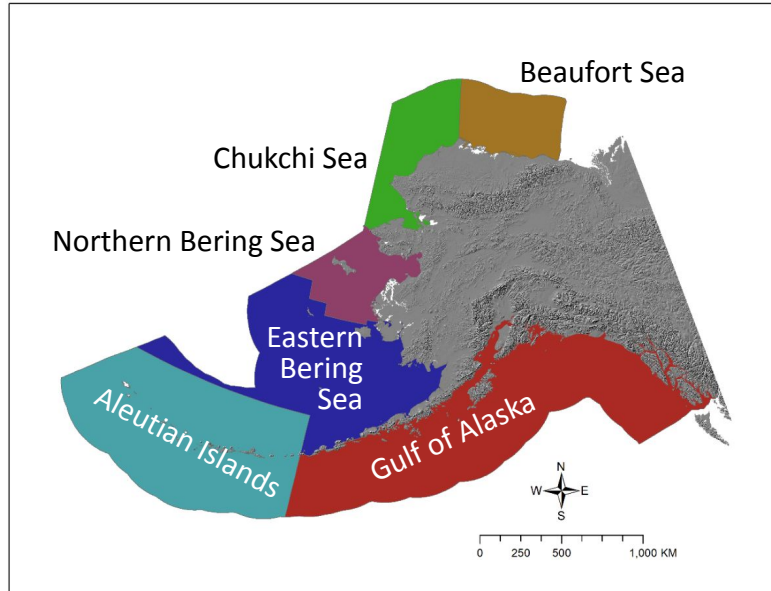 Beaufort Sea
Chukchi Sea
Northern Bering Sea
Eastern
Bering
Sea
Aleutian Islands
Gulf of Alaska
N
W E
S
0 250 500 1,000 KM